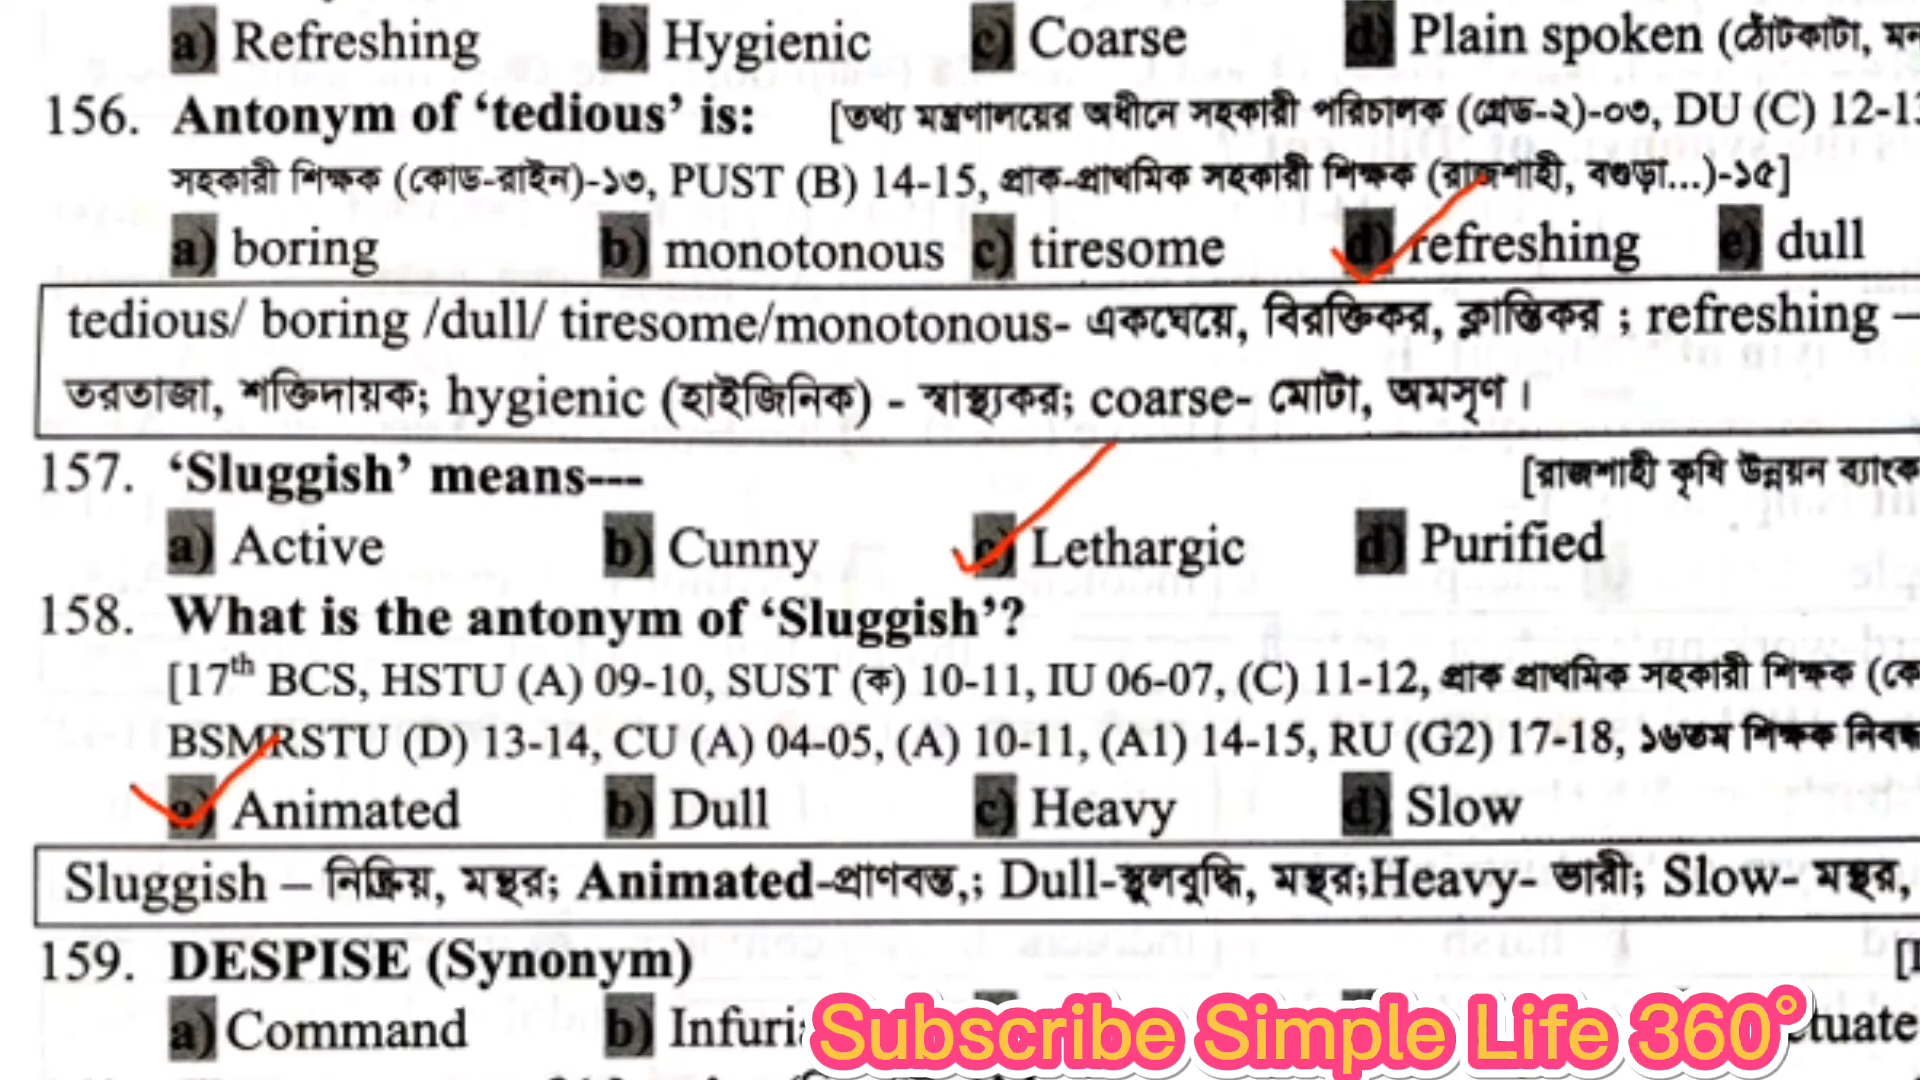 a) Refreshing b) Hygienic c) Coarse d) Plain spoken (ঠোঁটকাটা,
156. Antonym of ‘tedious’ is: [তথ্য মন্ত্রণালয়ের অধীনে সহকারী পরিচালক (গ্রেড-২)-০৩, DU (C) 12-13
সহকারী শিক্ষক (কোড-রাইন)-১৩, PUST (B) 14-15, প্রাক-প্রাথমিক সহকারী শিক্ষক (রাজশাহী, বগুড়া...)-১৫]
a) boring b) monotonous c) tiresome d) refreshing e) dull
tedious/ boring /dull/ tiresome/monotonous- একঘেয়ে, বিরক্তিকর, ক্লান্তিকর ; refreshing –
তরতাজা, শক্তিদায়ক; hygienic (হাইজিনিক) - স্বাস্থ্যকর; coarse- মোটা, অমসৃণ।
157. ‘Sluggish’ means--- [রাজশাহী কৃষি উন্নয়ন ব্যাংক
a) Active b) Cunny c) Lethargic d) Purified
158. What is the antonym of ‘Sluggish’?
[17th BCS, HSTU (A) 09-10, SUST (ক) 10-11, IU 06-07, (C) 11-12, প্রাক প্রাথমিক সহকারী শিক্ষক (কে
BSMRSTU (D) 13-14, CU (A) 04-05, (A) 10-11, (A1) 14-15, RU (G2) 17-18, ১৬তম শিক্ষক নিবন্ধ
a) Animated b) Dull c) Heavy d) Slow
Sluggish – নিষ্ক্রিয়, মন্থর; Animated-প্রাণবন্ত,; Dull-স্থুলবুদ্ধি, মন্থর;Heavy- ভারী; Slow- মন্থর,
159. DESPISE (Synonym)
a) Command b) Infuri
Subscribe Simple Life 360°